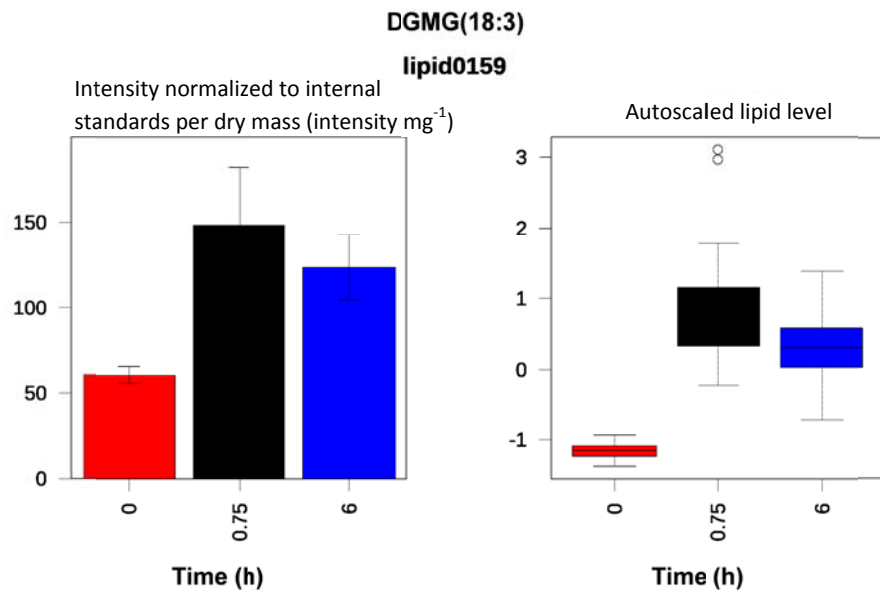 DGMG(18:3)
lipid0159
Intensity normalized to internal
standards per dry mass (intensity mg⁻¹)
150
100
50
0
0
0.75
6
Time (h)
Autoscaled lipid level
3
2
1
0
-1
0
0.75
6
Time (h)